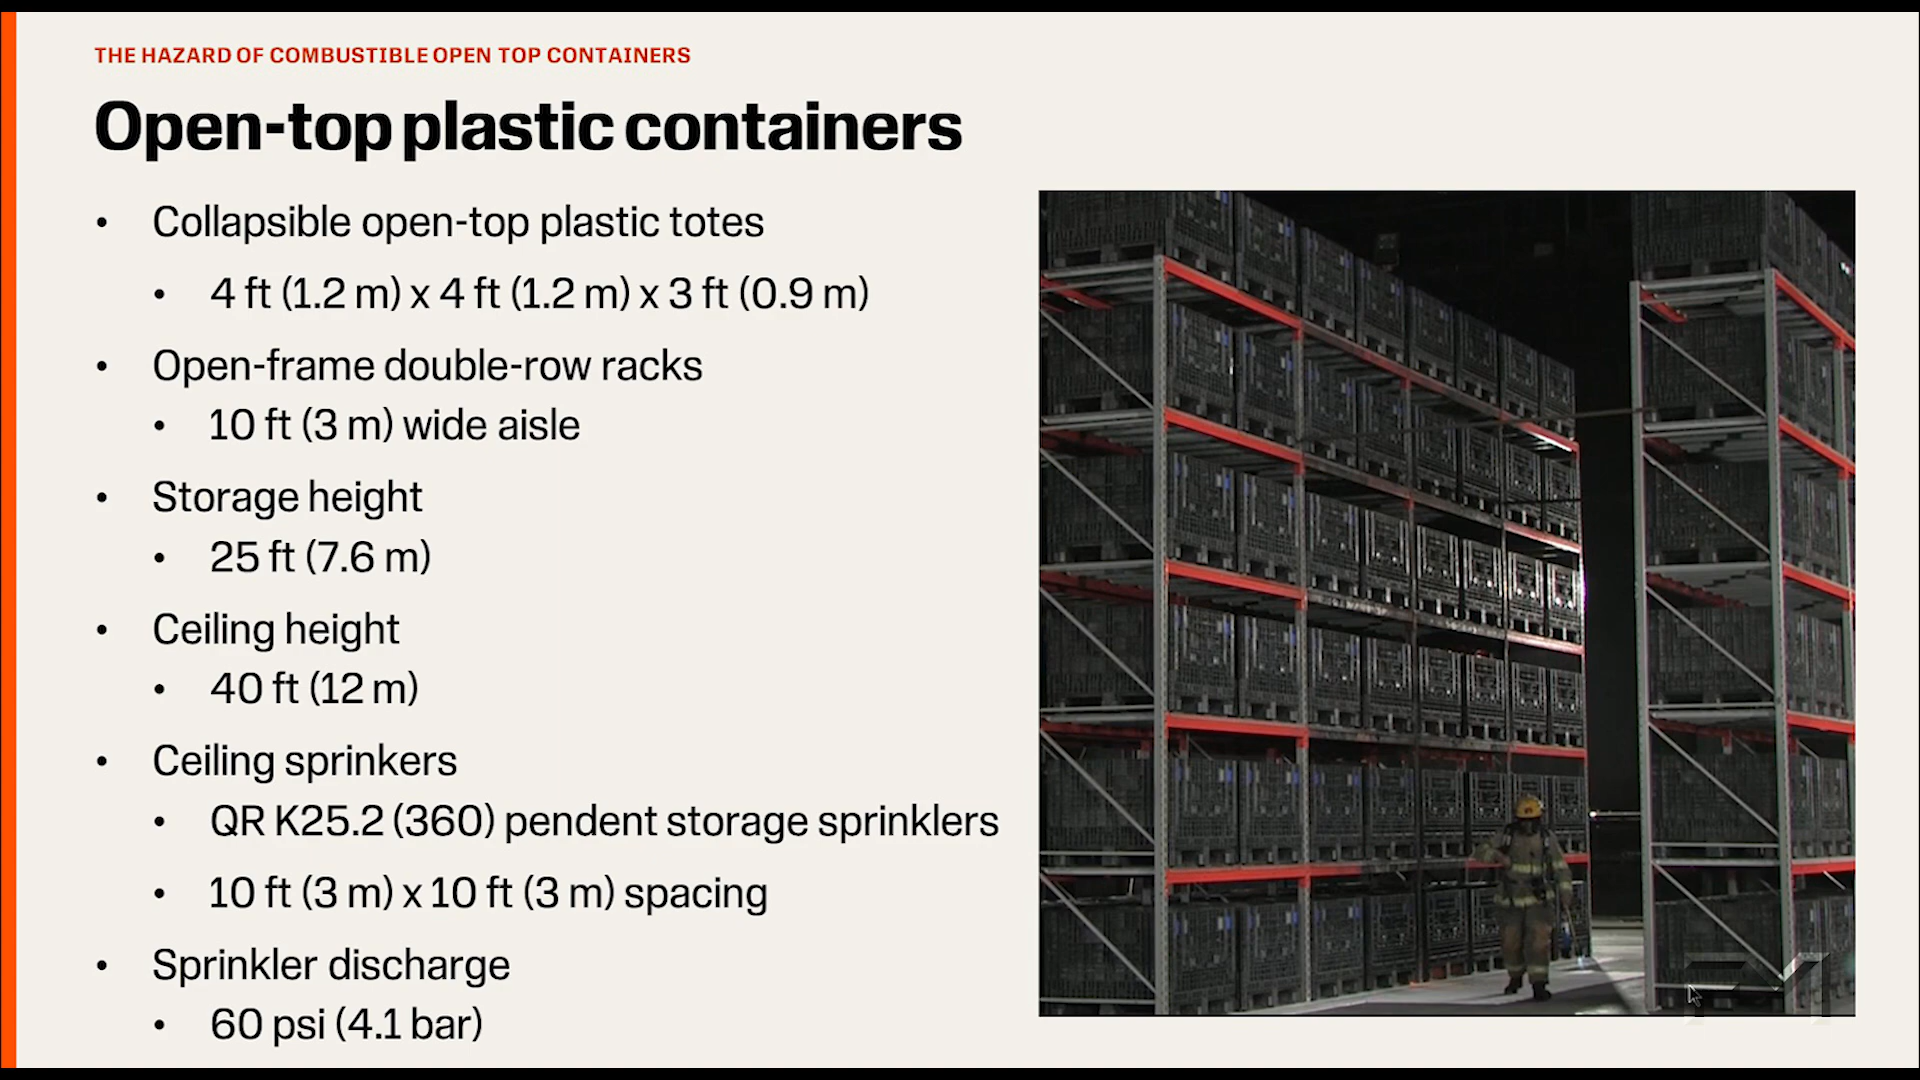 THE HAZARD OF COMBUSTIBLE OPEN TOP CONTAINERS
Open-top plastic containers
• Collapsible open-top plastic totes
• 4 ft (1.2 m) x 4 ft (1.2 m) x 3 ft (0.9 m)
• Open-frame double-row racks
• 10 ft (3 m) wide aisle
• Storage height
• 25 ft (7.6 m)
• Ceiling height
• 40 ft (12 m)
• Ceiling sprinkers
• QR K25.2 (360) pendent storage sprinklers
• 10 ft (3 m) x 10 ft (3 m) spacing
• Sprinkler discharge
• 60 psi (4.1 bar)
FM